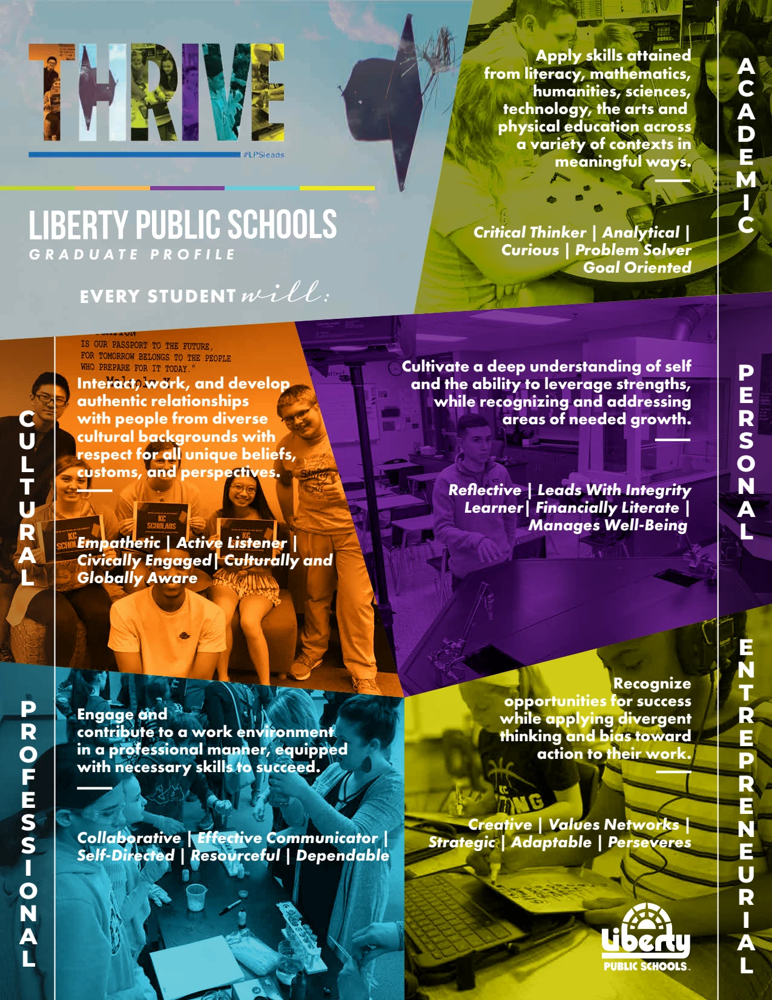 THRIVE
#LPSleads
LIBERTY PUBLIC SCHOOLS
GRADUATE PROFILE
EVERY STUDENT will:
Apply skills attained
from literacy, mathematics,
humanities, sciences,
technology, the arts and
physical education across
a variety of contexts in
meaningful ways.
Critical Thinker | Analytical |
Curious | Problem Solver
Goal Oriented
ACADEMIC
IS OUR PASSPORT TO THE FUTURE,
FOR TOMORROW BELONGS TO THE PEOPLE
WHO PREPARE FOR IT TODAY."
Interact, work, and develop
authentic relationships
with people from diverse
cultural backgrounds with
respect for all unique beliefs,
customs, and perspectives.
KC
SCHOLARS
Empathetic | Active Listener |
Civically Engaged| Culturally and
Globally Aware
CULTURAL
Cultivate a deep understanding of self
and the ability to leverage strengths,
while recognizing and addressing
areas of needed growth.
Reflective | Leads With Integrity
Learner| Financially Literate |
Manages Well-Being
PERSONAL
Engage and
contribute to a work environment
in a professional manner, equipped
with necessary skills to succeed.
Collaborative | Effective Communicator |
Self-Directed | Resourceful | Dependable
PROFESSIONAL
Recognize
opportunities for success
while applying divergent
thinking and bias toward
action to their work.
Creative | Values Networks |
Strategic | Adaptable | Perseveres
ENTREPRENEURIAL
Liberty
PUBLIC SCHOOLS